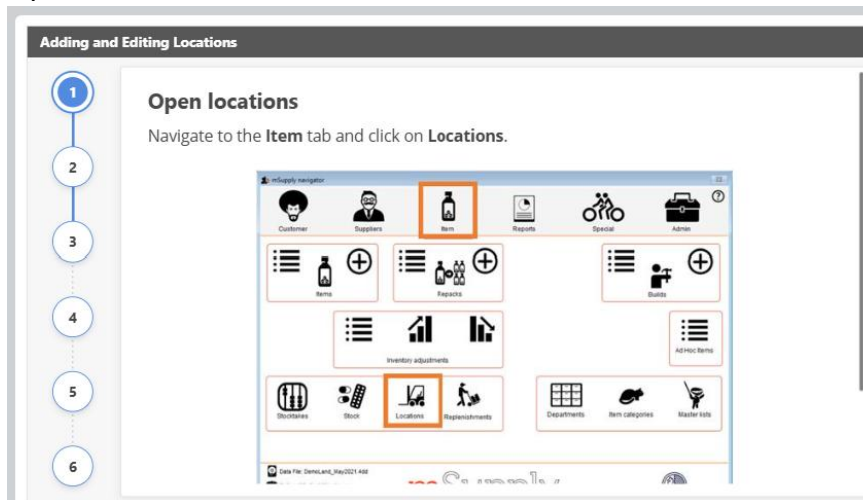 Adding and Editing Locations
1
Open locations
Navigate to the Item tab and click on Locations.
2
3
4
5
6
mSupply navigator
Customer Suppliers Item Reports Special Admin
Items Repacks Builds
Inventory adjustments
Ad Hoc Items
Stocktakes Stock Locations Replenishments Departments Item categories Master lists
Data File: DemoLand_May2021.4dd